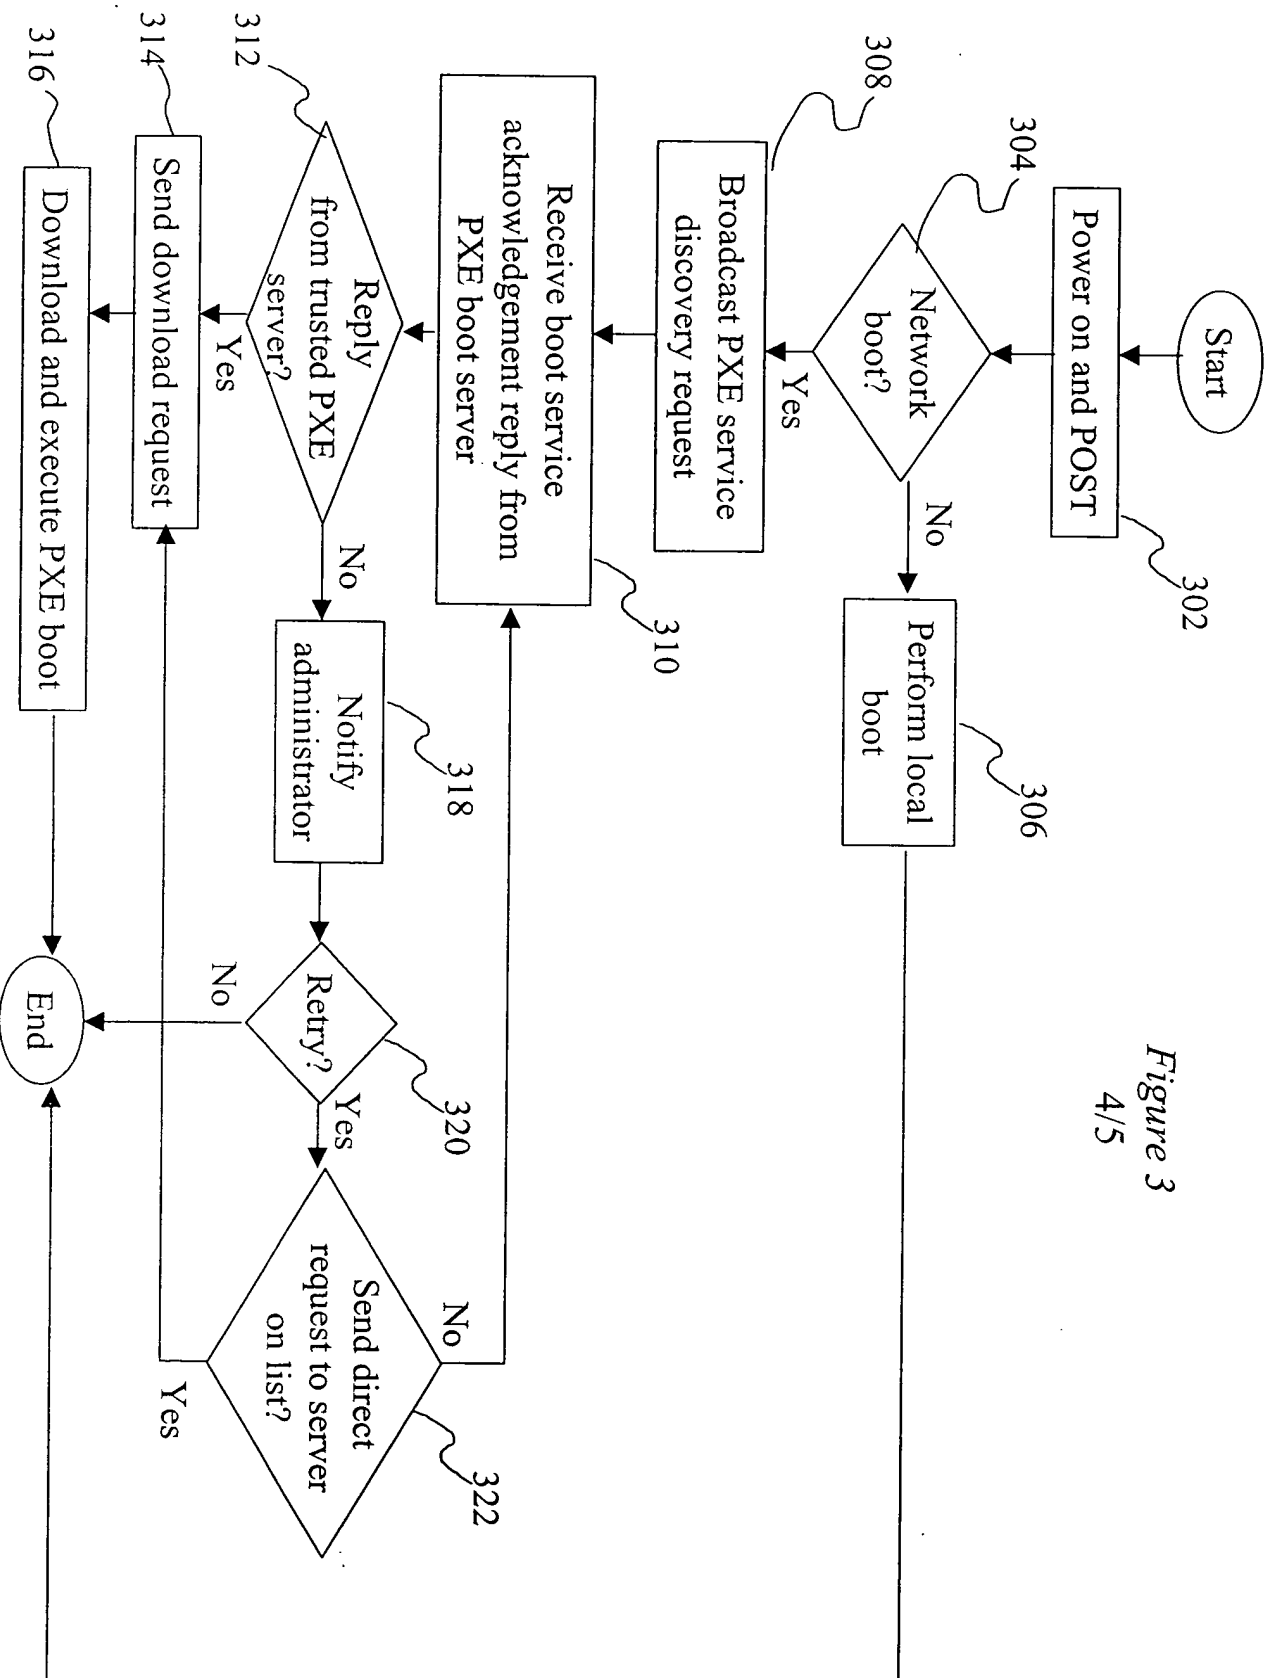 Figure 3
4/5
Start
Power on and POST
302
304
Network
boot?
No
Yes
Perform local
boot
306
308
Broadcast PXE service
discovery request
Receive boot service
acknowledgement reply from
PXE boot server
310
312
Reply
from trusted PXE
server?
No
Yes
Notify
administrator
318
Retry?
320
Yes
No
Send direct
request to server
on list?
322
No
Yes
314
Send download request
316
Download and execute PXE boot
End